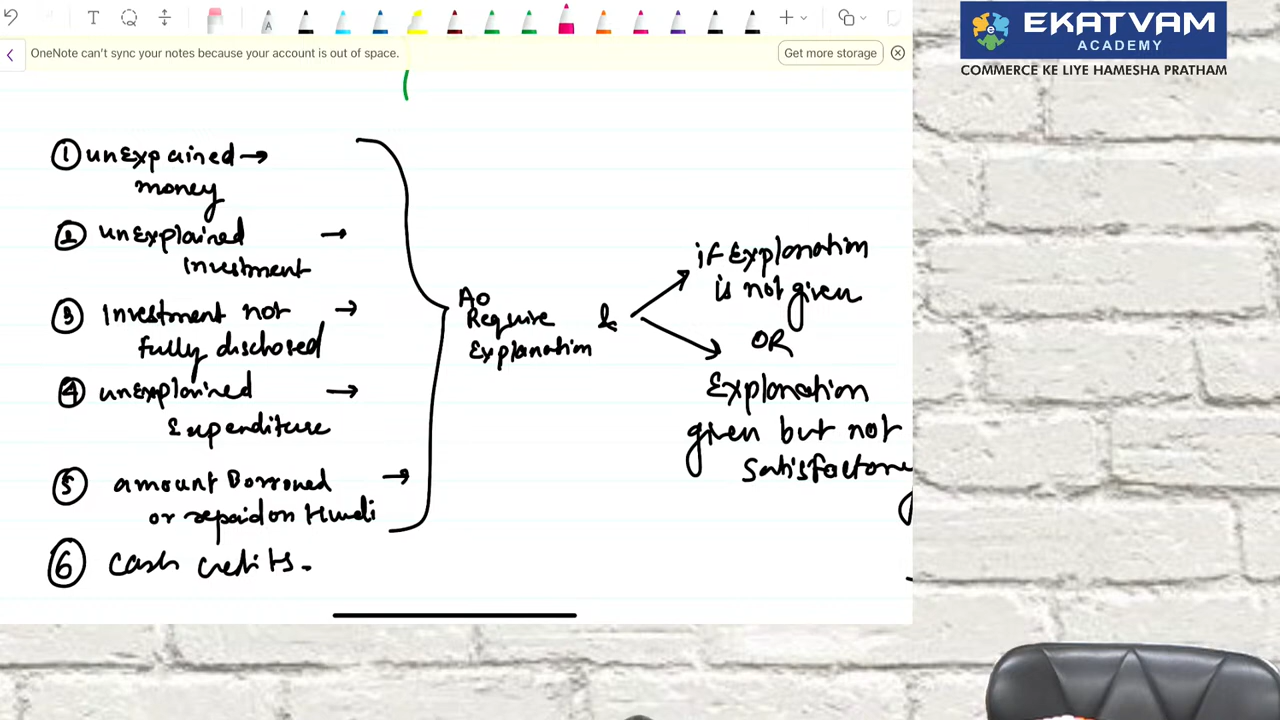 OneNote can't sync your notes because your account is out of space.
Get more storage
EKATVAM
ACADEMY
COMMERCE KE LIYE HAMESHA PRATHAM
① unExpained →
money
② unExplained →
Investment
③ Investment not →
fully disclosed
④ unExplained →
Expenditure
⑤ amount Borrowed →
or repaid on Hundi
⑥ cash credits.
AO
Require
Explanation
&
if Explanation
is not given
OR
Explanation
given but not